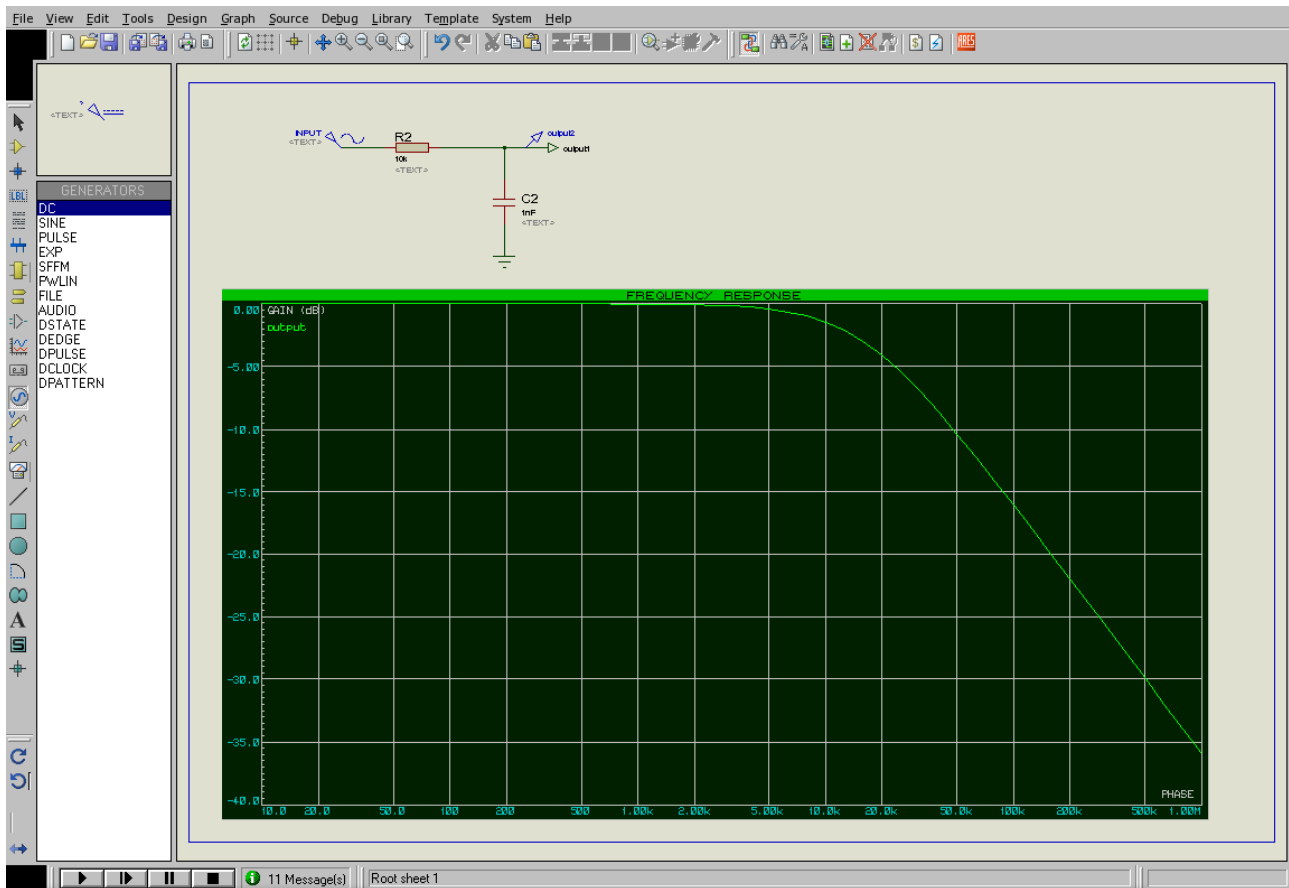 File View Edit Tools Design Graph Source Debug Library Template System Help
ARES
<TEXT>
GENERATORS
DC
SINE
PULSE
EXP
SFFM
PWLIN
FILE
AUDIO
DSTATE
DEDGE
DPULSE
DCLOCK
DPATTERN
LBL
A
S
V
I
INPUT
<TEXT>
R2
10k
<TEXT>
output2
output1
C2
1nF
<TEXT>
FREQUENCY RESPONSE
GAIN (dB)
output
0.00
-5.00
-10.0
-15.0
-20.0
-25.0
-30.0
-35.0
-40.0
PHASE
10.0 20.0 50.0 100 200 500 1.00k 2.00k 5.00k 10.0k 20.0k 50.0k 100k 200k 500k 1.00M
11 Message(s) Root sheet 1